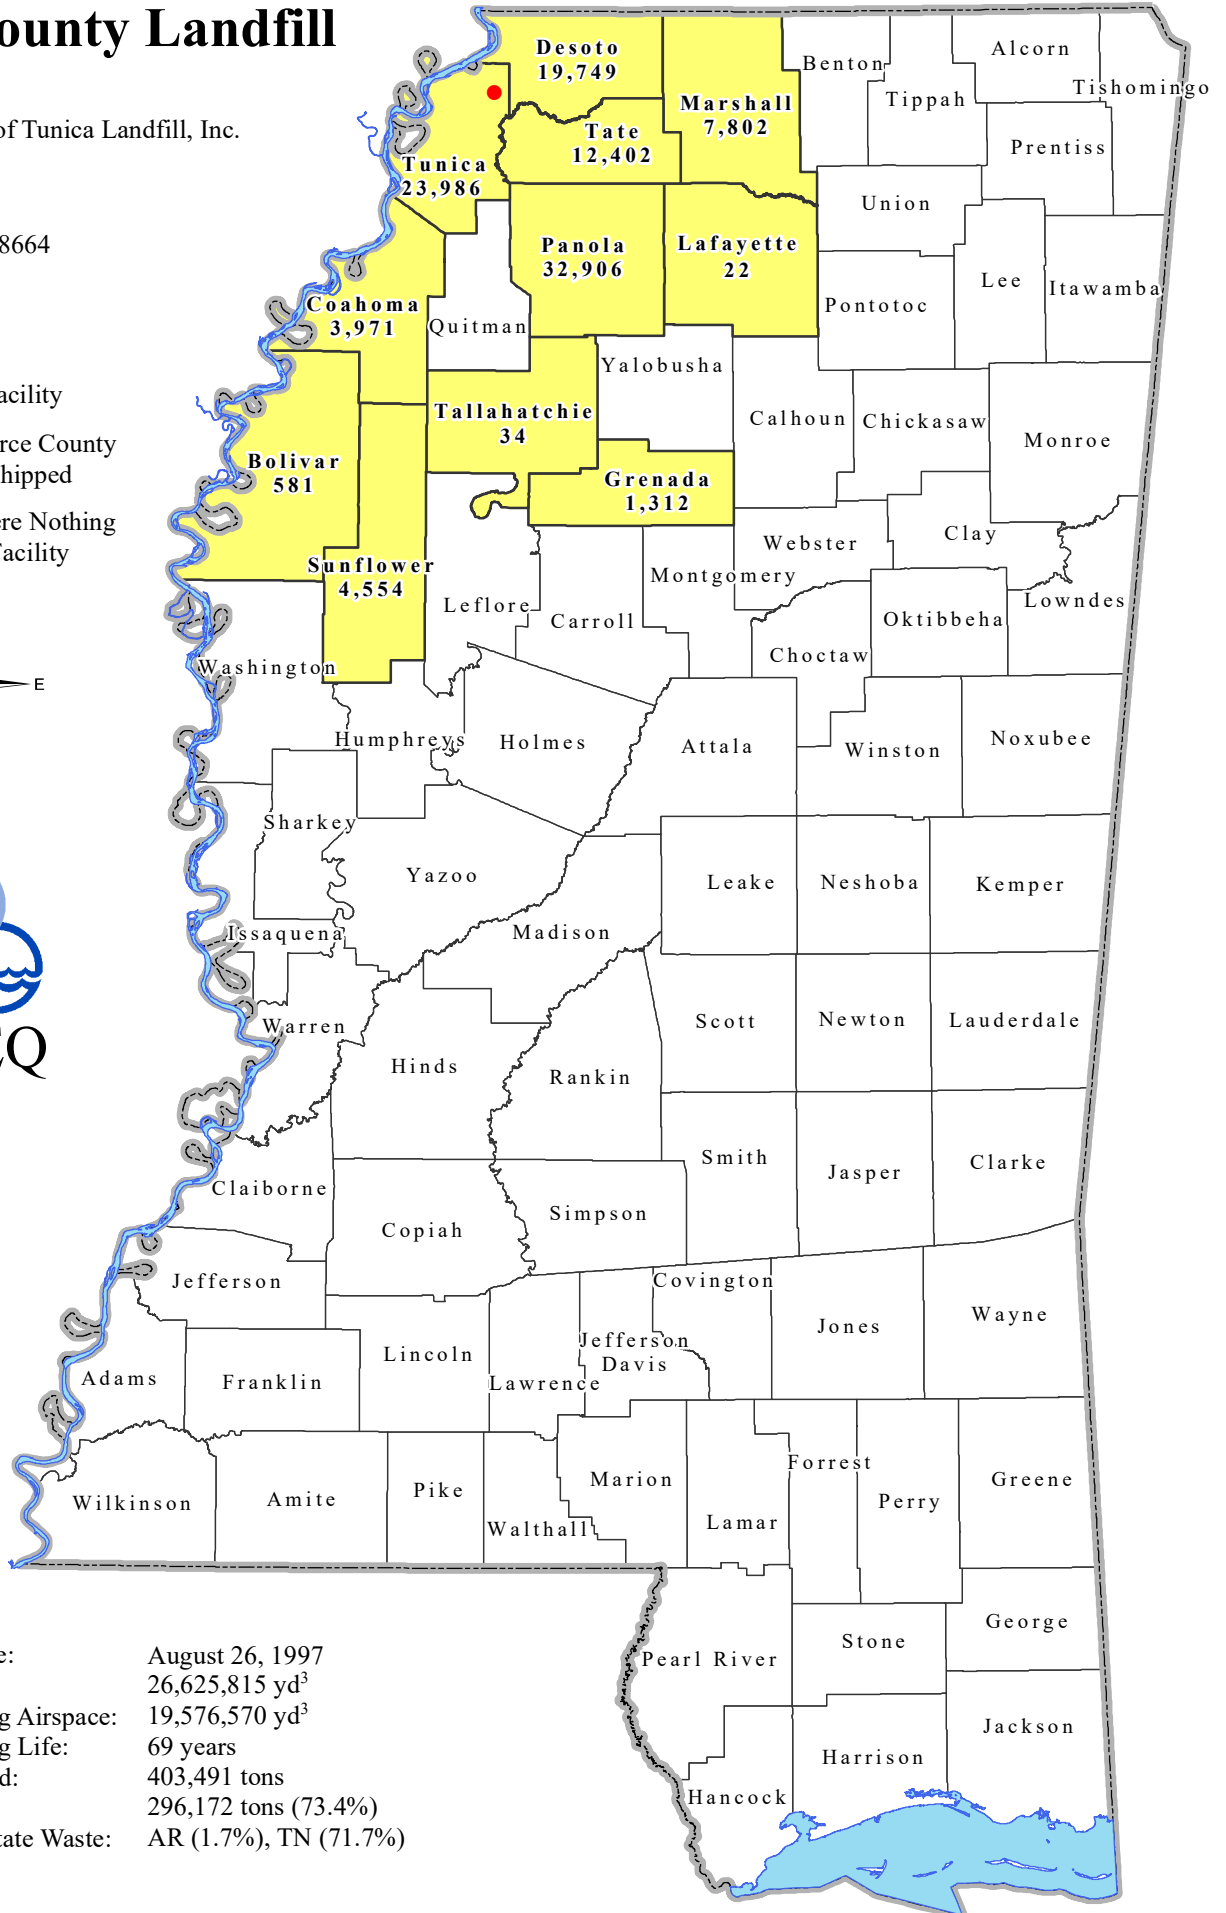 ounty Landfill
of Tunica Landfill, Inc.
8664
acility
rce County
hipped
ere Nothing
Facility
E
CQ
Desoto
19,749
Marshall
7,802
Benton
Tippah
Alcorn
Tishomingo
Prentiss
Tate
12,402
Tunica
23,986
Union
Panola
32,906
Lafayette
22
Lee
Itawamba
Pontotoc
Coahoma
3,971
Quitman
Yalobusha
Tallahatchie
34
Calhoun
Chickasaw
Monroe
Bolivar
581
Grenada
1,312
Webster
Clay
Sunflower
4,554
Montgomery
Leflore
Carroll
Lowndes
Oktibbeha
Choctaw
Washington
Humphreys
Holmes
Attala
Winston
Noxubee
Sharkey
Yazoo
Leake
Neshoba
Kemper
Issaquena
Madison
Warren
Scott
Newton
Lauderdale
Hinds
Rankin
Smith
Jasper
Clarke
Claiborne
Copiah
Simpson
Jefferson
Covington
Jones
Wayne
Jefferson
Davis
Lincoln
Lawrence
Adams
Franklin
Wilkinson
Amite
Pike
Walthall
Marion
Lamar
Forrest
Perry
Greene
Pearl River
Stone
George
Jackson
Harrison
Hancock
e: August 26, 1997
26,625,815 yd³
g Airspace: 19,576,570 yd³
g Life: 69 years
d: 403,491 tons
296,172 tons (73.4%)
tate Waste: AR (1.7%), TN (71.7%)